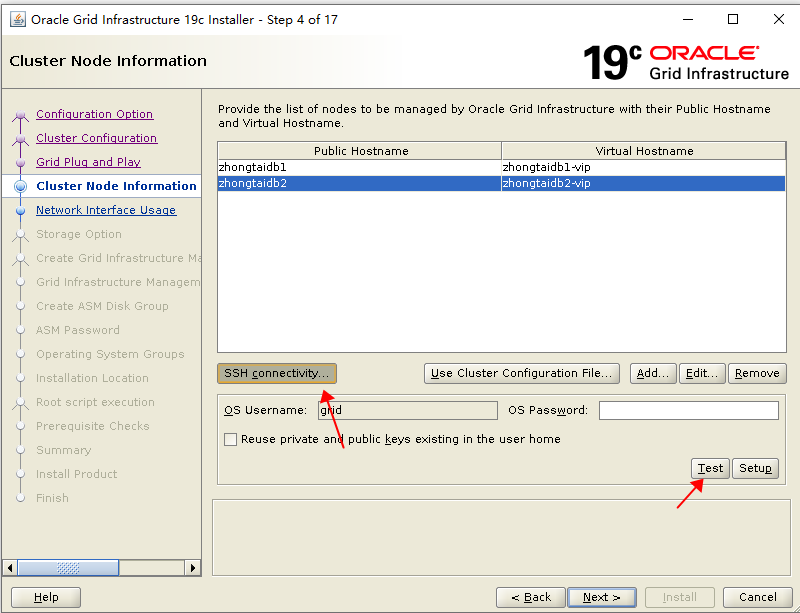 Oracle Grid Infrastructure 19c Installer - Step 4 of 17
Cluster Node Information
19c ORACLE
Grid Infrastructure
Configuration Option
Cluster Configuration
Grid Plug and Play
Cluster Node Information
Network Interface Usage
Storage Option
Create Grid Infrastructure Ma
Grid Infrastructure Managem
Create ASM Disk Group
ASM Password
Operating System Groups
Installation Location
Root script execution
Prerequisite Checks
Summary
Install Product
Finish
Provide the list of nodes to be managed by Oracle Grid Infrastructure with their Public Hostname
and Virtual Hostname.
Public Hostname Virtual Hostname
zhongtaidb1 zhongtaidb1-vip
zhongtaidb2 zhongtaidb2-vip
SSH connectivity... Use Cluster Configuration File... Add... Edit... Remove
OS Username: grid OS Password:
Reuse private and public keys existing in the user home
Test Setup
Help < Back Next > Install Cancel